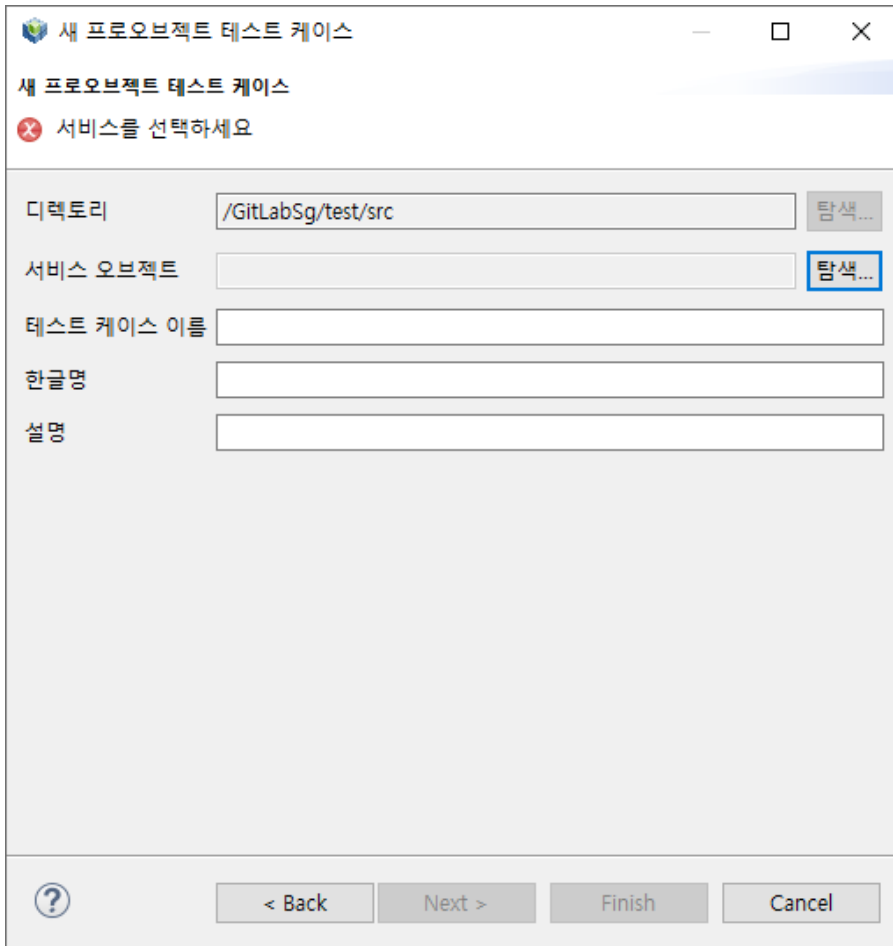 새 프로오브젝트 테스트 케이스
새 프로오브젝트 테스트 케이스
서비스를 선택하세요
디렉토리 /GitLabSg/test/src 탐색...
서비스 오브젝트 탐색...
테스트 케이스 이름
한글명
설명
? < Back Next > Finish Cancel